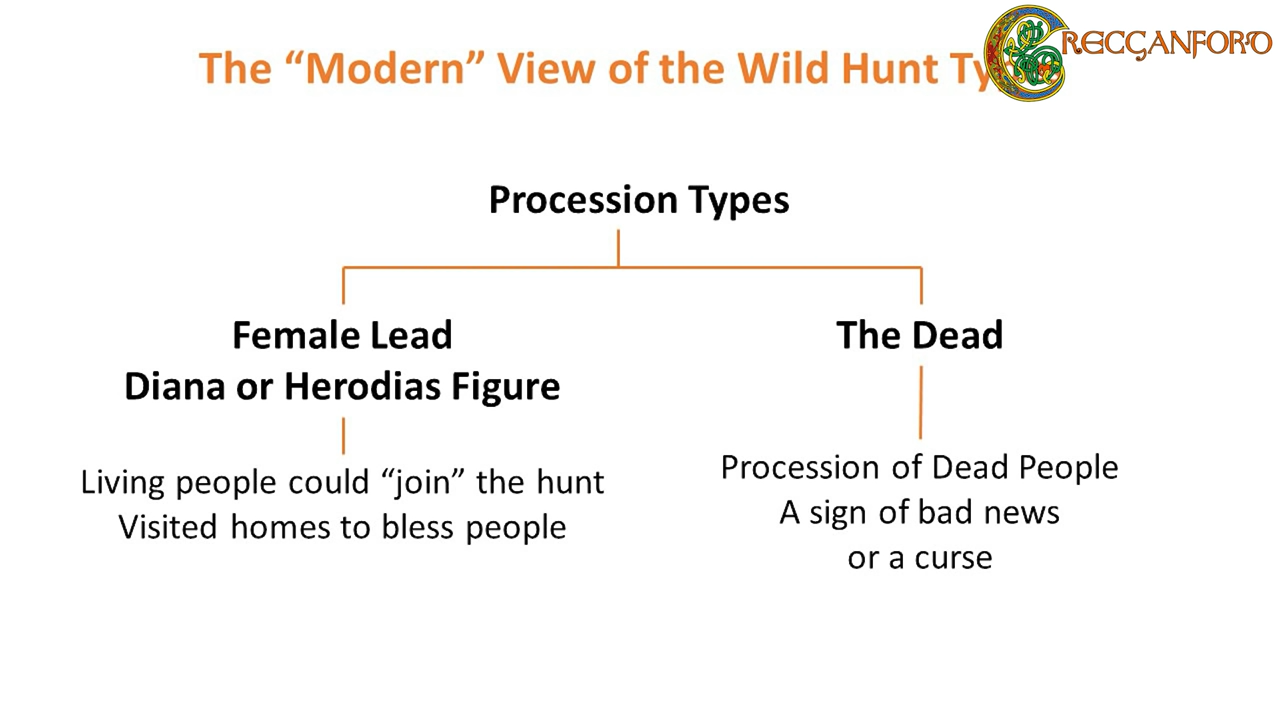 The “Modern” View of the Wild Hunt
CRECGANFORD
Procession Types
Female Lead
Diana or Herodias Figure
The Dead
Living people could “join” the hunt
Visited homes to bless people
Procession of Dead People
A sign of bad news
or a curse